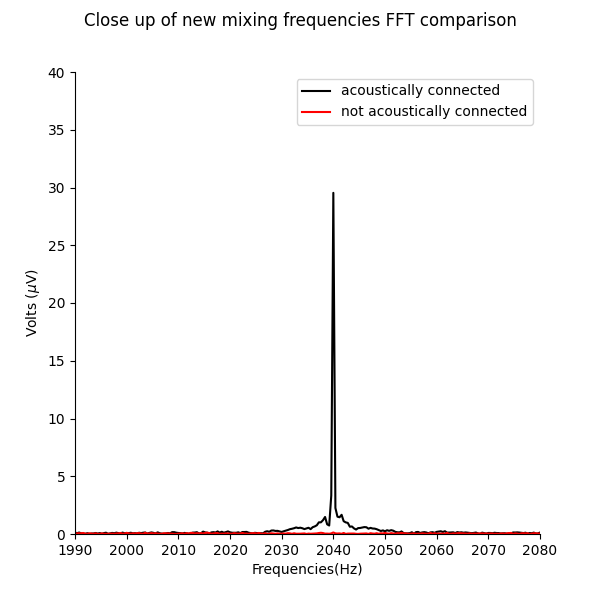 Close up of new mixing frequencies FFT comparison
40
acoustically connected
not acoustically connected
35
30
25
Volts (μV)
20
15
10
5
0
1990 2000 2010 2020 2030 2040 2050 2060 2070 2080
Frequencies(Hz)